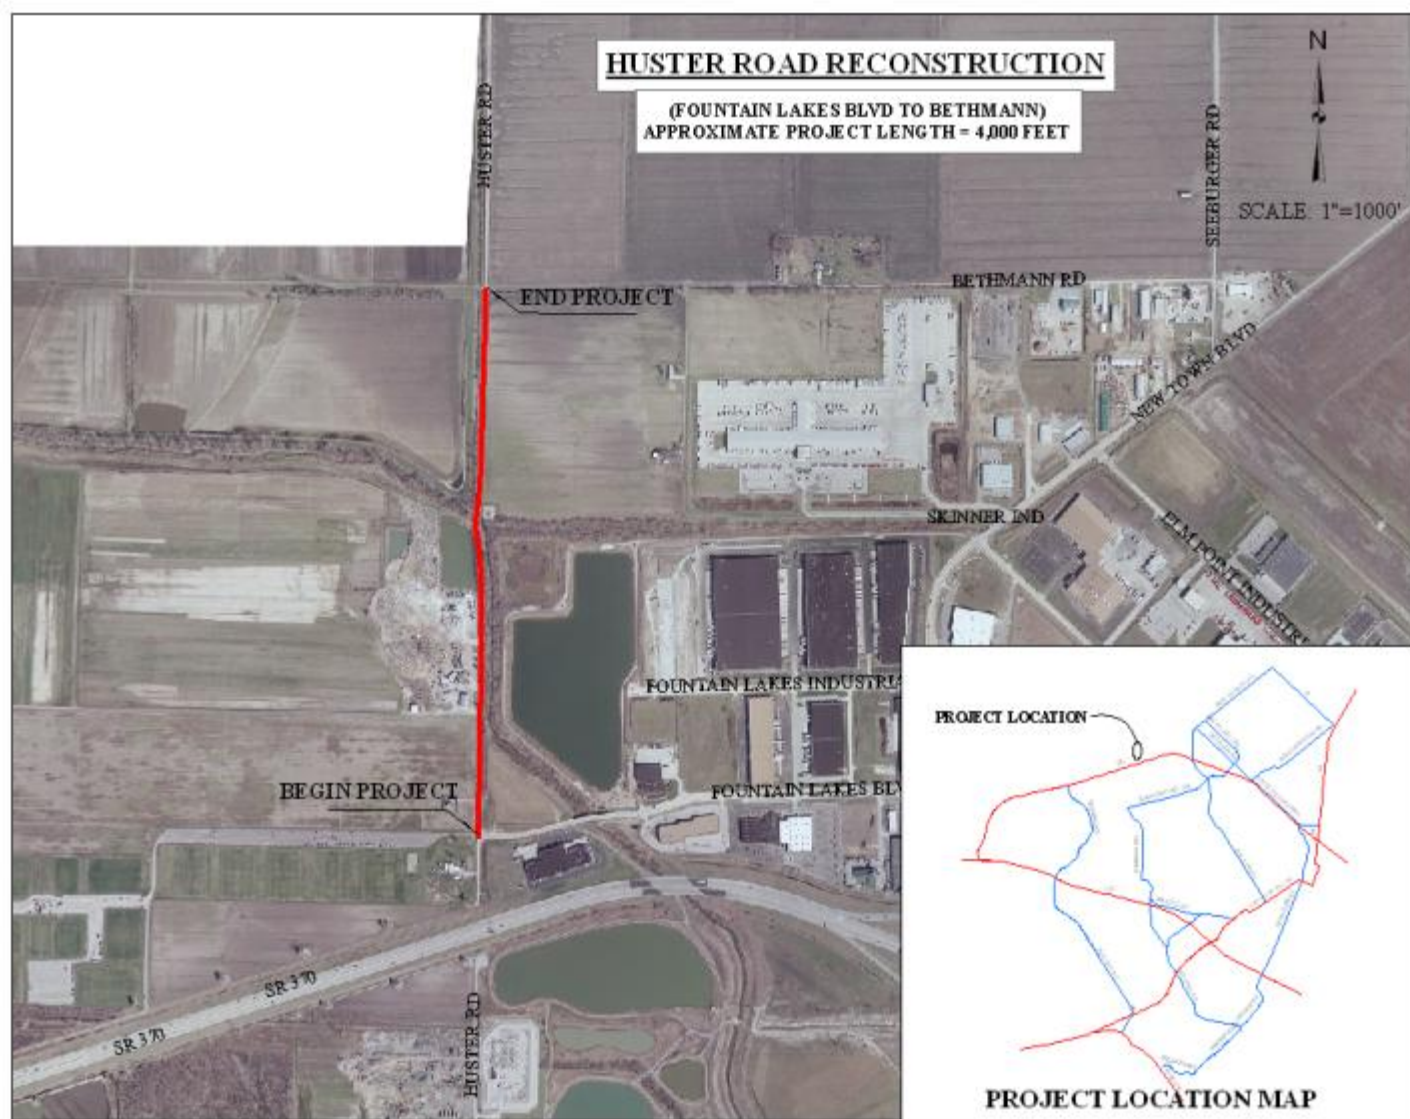 HUSTER ROAD RECONSTRUCTION
(FOUNTAIN LAKES BLVD TO BETHMANN)
APPROXIMATE PROJECT LENGTH = 4,000 FEET
N
SCALE: 1"=1000'
HUSTER RD
SEEBURGER RD
BETHMANN RD
END PROJECT
NEW TOWN BLVD
SKINNER IND
ELM POINT INDUSTRI
FOUNTAIN LAKES INDUSTRIA
BEGIN PROJECT
FOUNTAIN LAKES BLV
SR 370
SR 370
HUSTER RD
PROJECT LOCATION
PROJECT LOCATION MAP